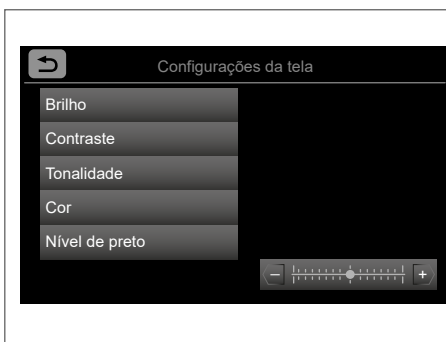 Configurações da tela
Brilho
Contraste
Tonalidade
Cor
Nível de preto
− +